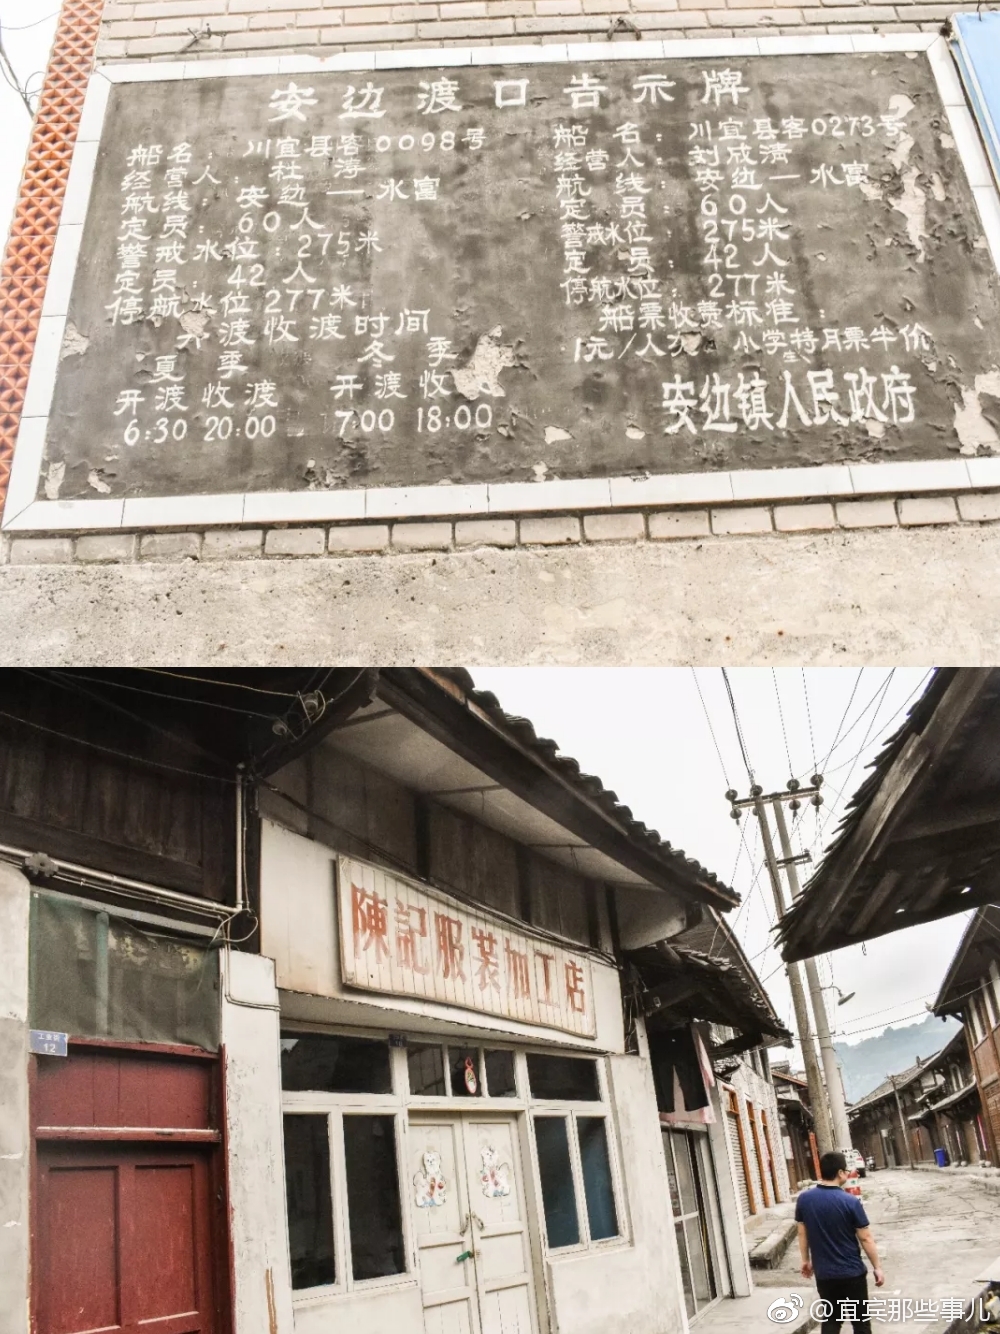 安边渡口告示牌
船名：川宜县客0098号
经营人：杜涛
航线：安边一水富
定员：60人
警戒水位：275米
定员：42人
停航水位277米
开渡收渡时间
夏季 冬季
开渡收渡 开渡收
6:30 20:00 7:00 18:00
船名：川宜县客0273号
经营人：刘成清
航线：安边一水富
定员：60人
警戒水位：275米
定员：42人
停航水位：277米
船票收费标准：
1元/人次 小学生持月票半价
安边镇人民政府
陳記服装加工店
12
@宜宾那些事儿